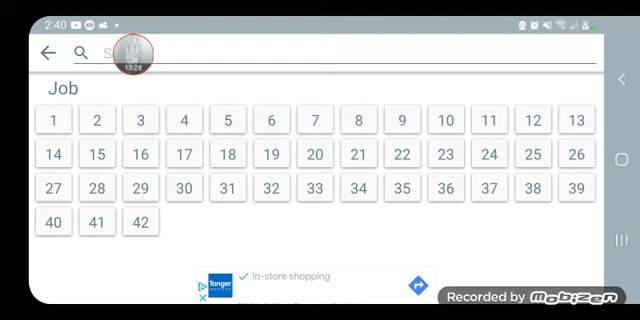 2:40
S
13:28
Job
1 2 3 4 5 6 7 8 9 10 11 12 13
14 15 16 17 18 19 20 21 22 23 24 25 26
27 28 29 30 31 32 33 34 35 36 37 38 39
40 41 42
In-store shopping
Tanger
OUTLETS
Recorded by Mobizen